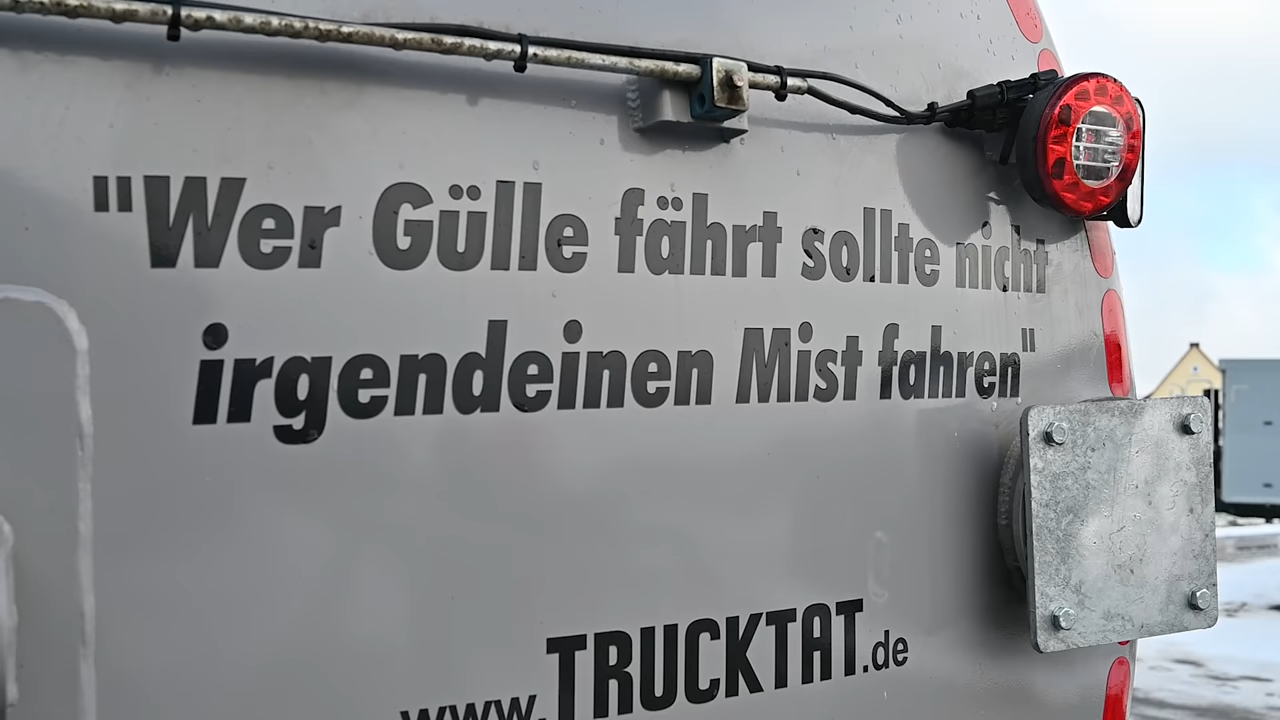 "Wer Gülle fährt sollte nicht
irgendeinen Mist fahren"
www.TRUCKTAT.de